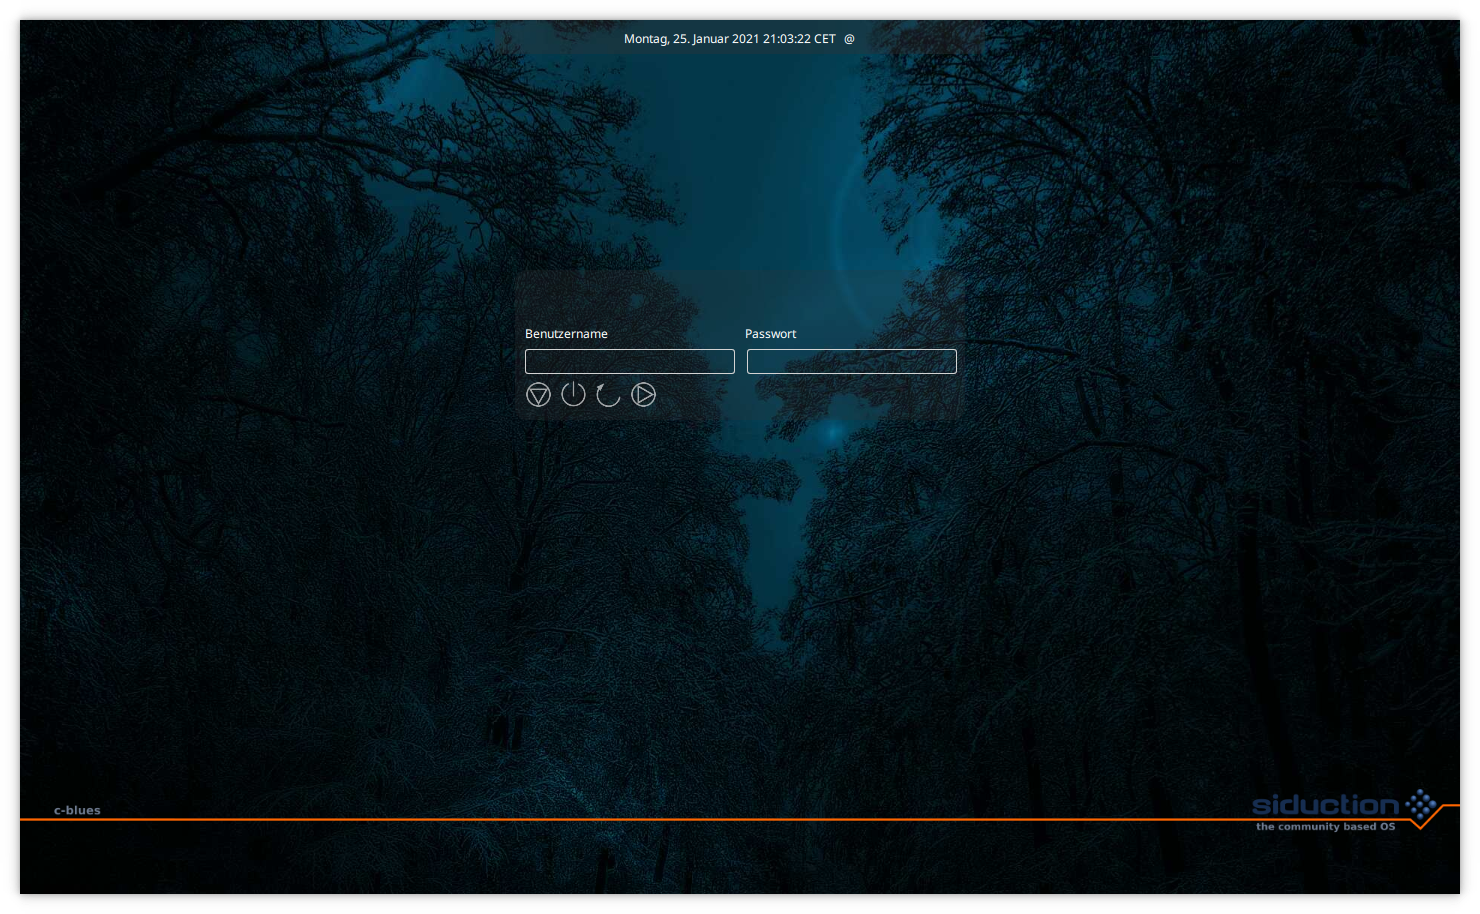 Montag, 25. Januar 2021 21:03:22 CET @
Benutzername Passwort
c-blues
siduction
the community based OS